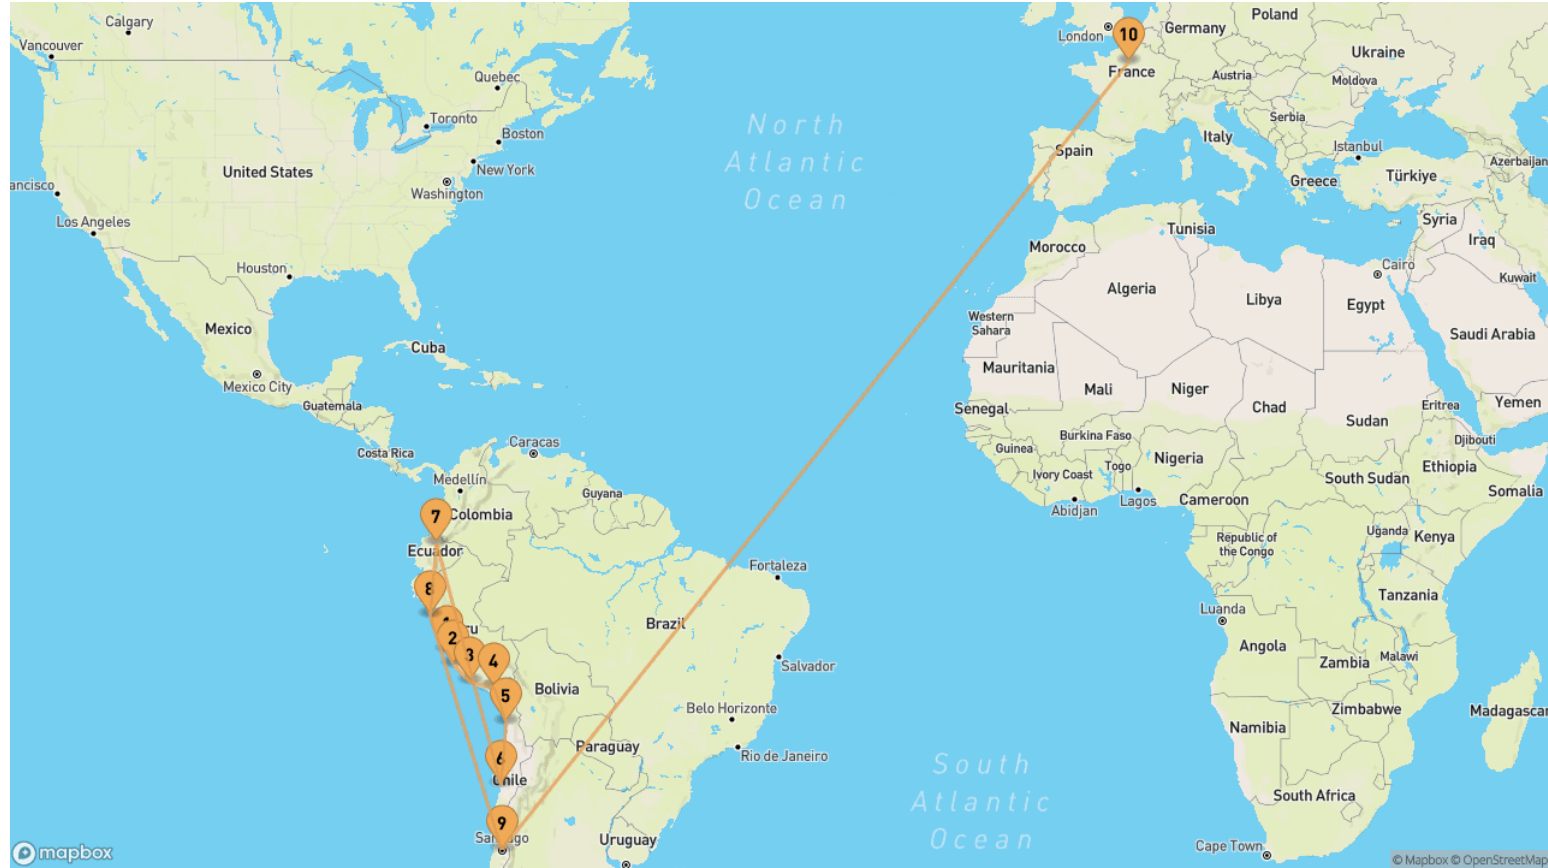 Calgary
Vancouver
Quebec
Toronto
Boston
New York
United States
Washington
ancisco
Los Angeles
Houston
Mexico
Cuba
Mexico City
Guatemala
Costa Rica
Caracas
Medellín
Guyana
Colombia
7
Ecuador
8
ru
2
3
4
5
6
Chile
9
Bolivia
Brazil
Fortaleza
Salvador
Belo Horizonte
Rio de Janeiro
Paraguay
Uruguay
North
Atlantic
Ocean
South
Atlantic
Ocean
10
London
Germany
Poland
France
Ukraine
Austria
Moldova
Serbia
Italy
Spain
Istanbul
Greece
Türkiye
Azerbaijan
Syria
Iraq
Tunisia
Morocco
Cairo
Kuwait
Algeria
Libya
Egypt
Western
Sahara
Saudi Arabia
Mauritania
Mali
Niger
Chad
Sudan
Eritrea
Yemen
Senegal
Burkina Faso
Djibouti
Guinea
Ivory Coast
Togo
Nigeria
South Sudan
Ethiopia
Somalia
Abidjan
Lagos
Cameroon
Republic of
the Congo
Uganda
Kenya
Tanzania
Luanda
Angola
Zambia
Malawi
Zimbabwe
Madagascar
Namibia
South Africa
Cape Town
mapbox
© Mapbox © OpenStreetMap